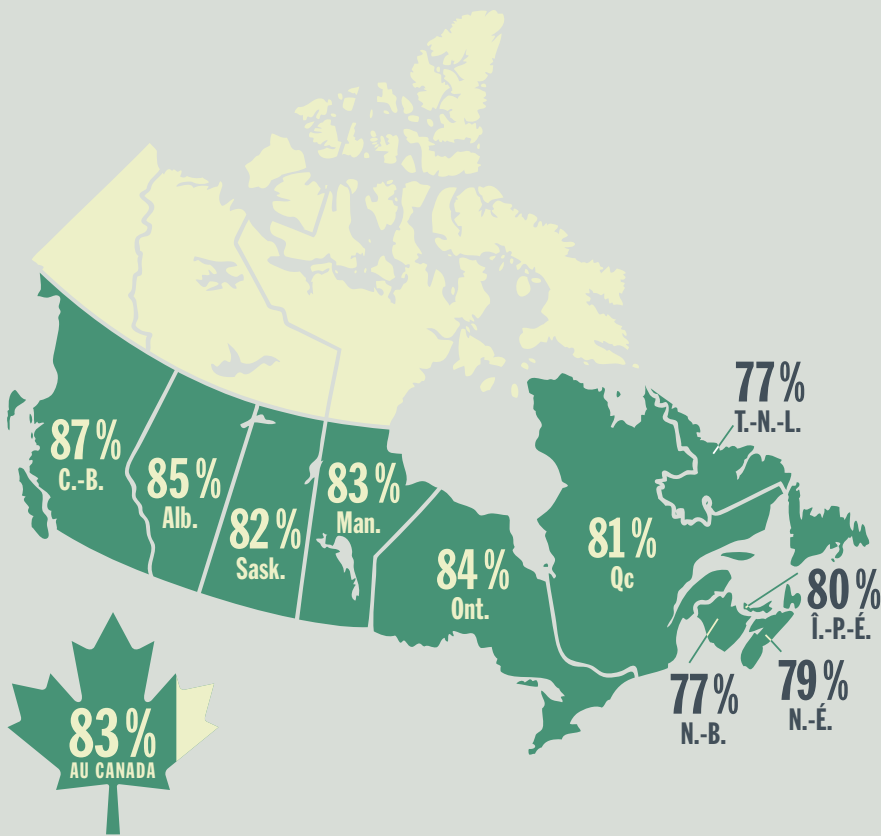 77 %
T.-N.-L.
87 %
C.-B.
85 %
Alb.
83 %
Man.
82 %
Sask.
84 %
Ont.
81 %
Qc
80 %
Î.-P.-É.
79 %
N.-É.
77 %
N.-B.
83 %
AU CANADA